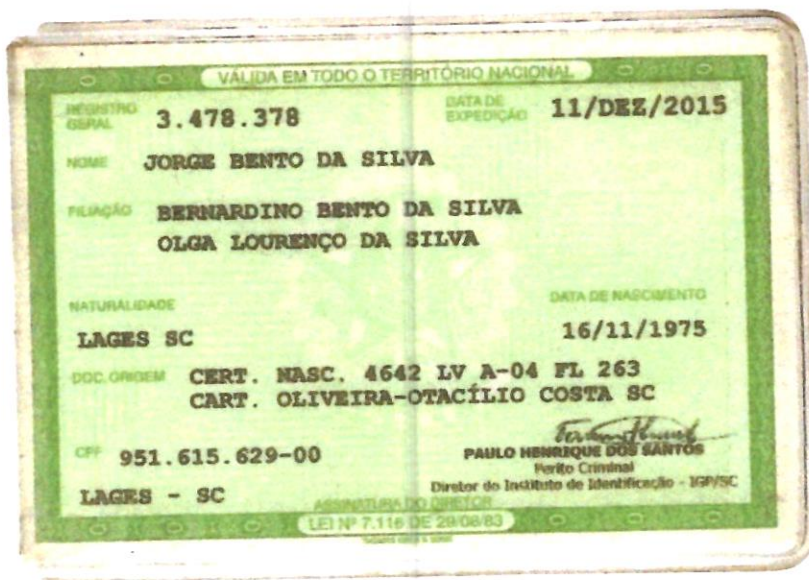 VÁLIDA EM TODO O TERRITÓRIO NACIONAL
REGISTRO GERAL 3.478.378 DATA DE EXPEDIÇÃO 11/DEZ/2015
NOME JORGE BENTO DA SILVA
FILIAÇÃO BERNARDINO BENTO DA SILVA
OLGA LOURENÇO DA SILVA
NATURALIDADE DATA DE NASCIMENTO
LAGES SC 16/11/1975
DOC. ORIGEM CERT. NASC. 4642 LV A-04 FL 263
CART. OLIVEIRA-OTACÍLIO COSTA SC
CPF 951.615.629-00
PAULO HENRIQUE DOS SANTOS
Perito Criminal
Diretor do Instituto de Identificação - IGP/SC
LAGES - SC
ASSINATURA DO DIRETOR
LEI Nº 7.116 DE 29/08/83